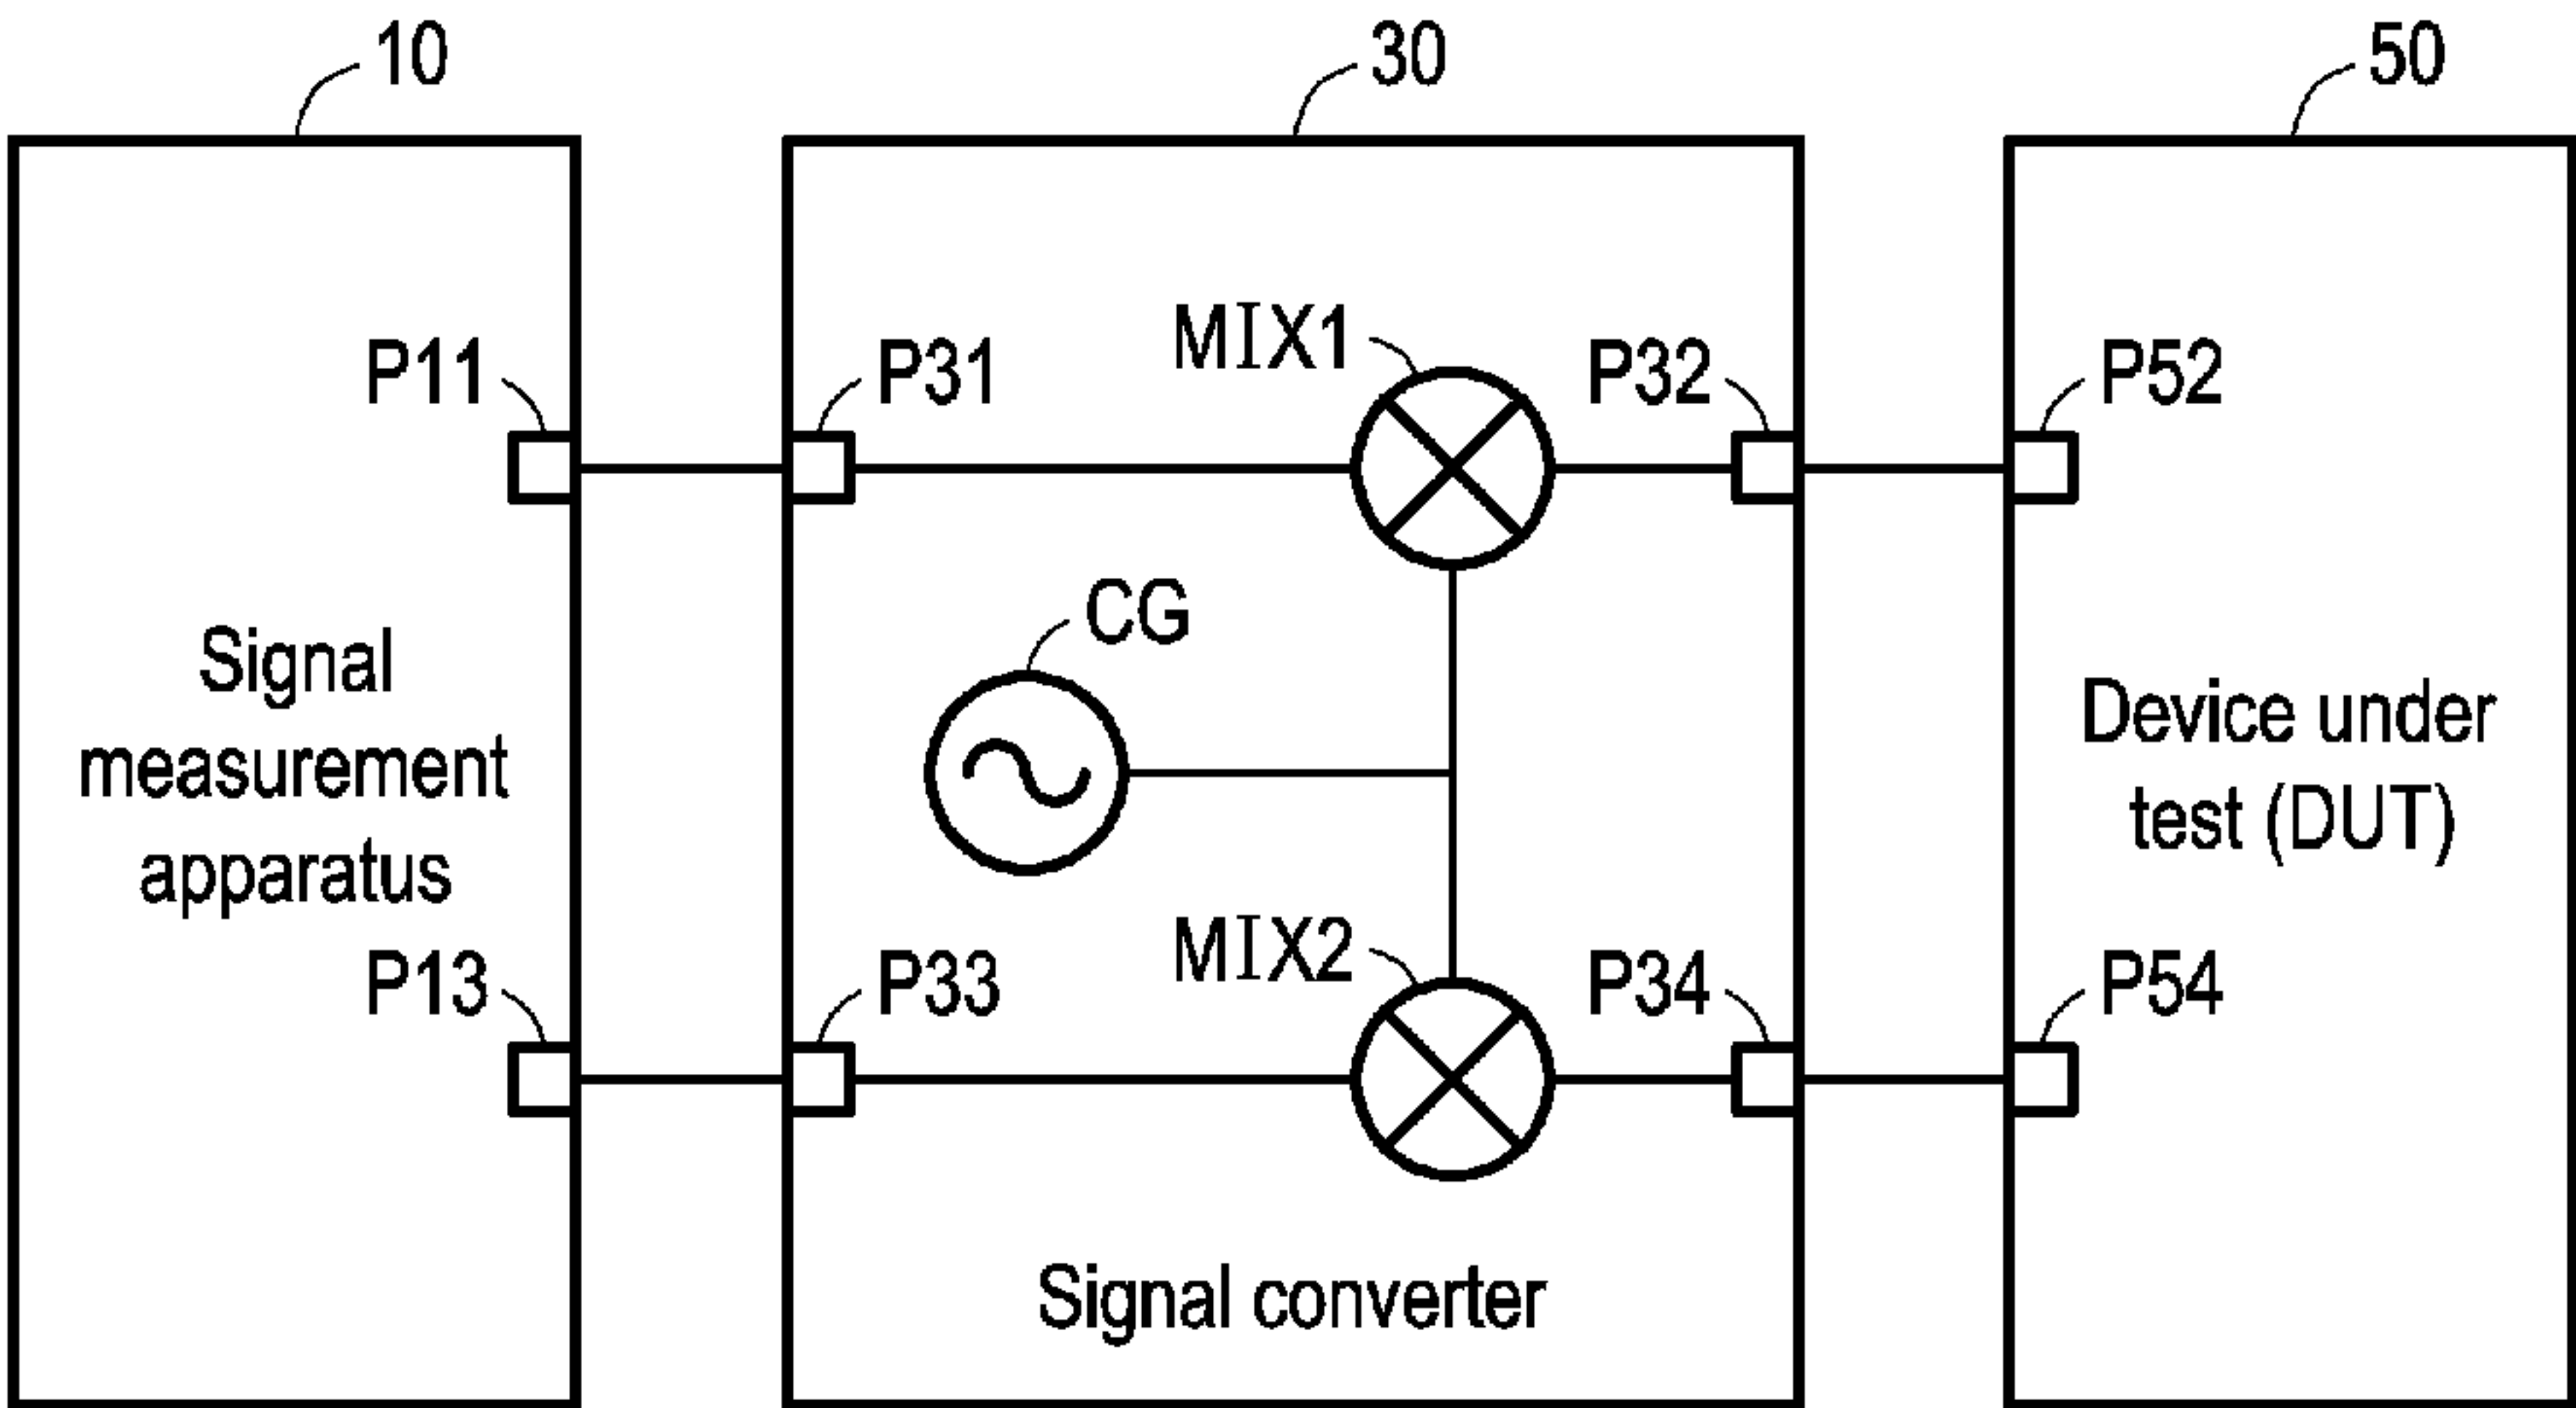 10
30
50
P11
P31
MIX1
P32
P52
CG
Signal
measurement
apparatus
Device under
test (DUT)
P13
P33
MIX2
P34
P54
Signal converter